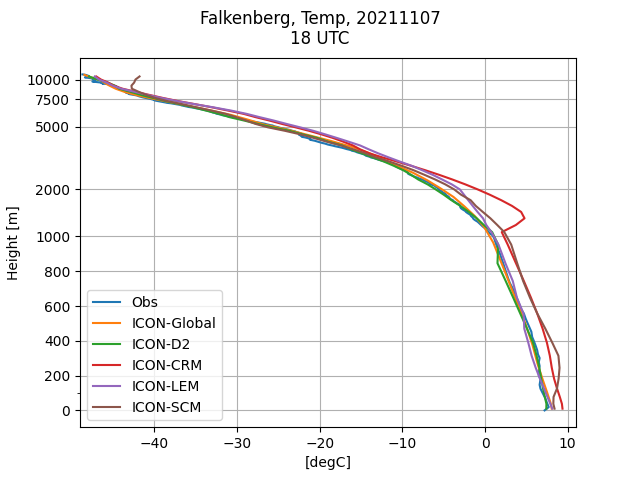 Falkenberg, Temp, 20211107
18 UTC
10000
7500
5000
2000
1000
800
600
400
200
0
Height [m]
Obs
ICON-Global
ICON-D2
ICON-CRM
ICON-LEM
ICON-SCM
−40
−30
−20
−10
0
10
[degC]